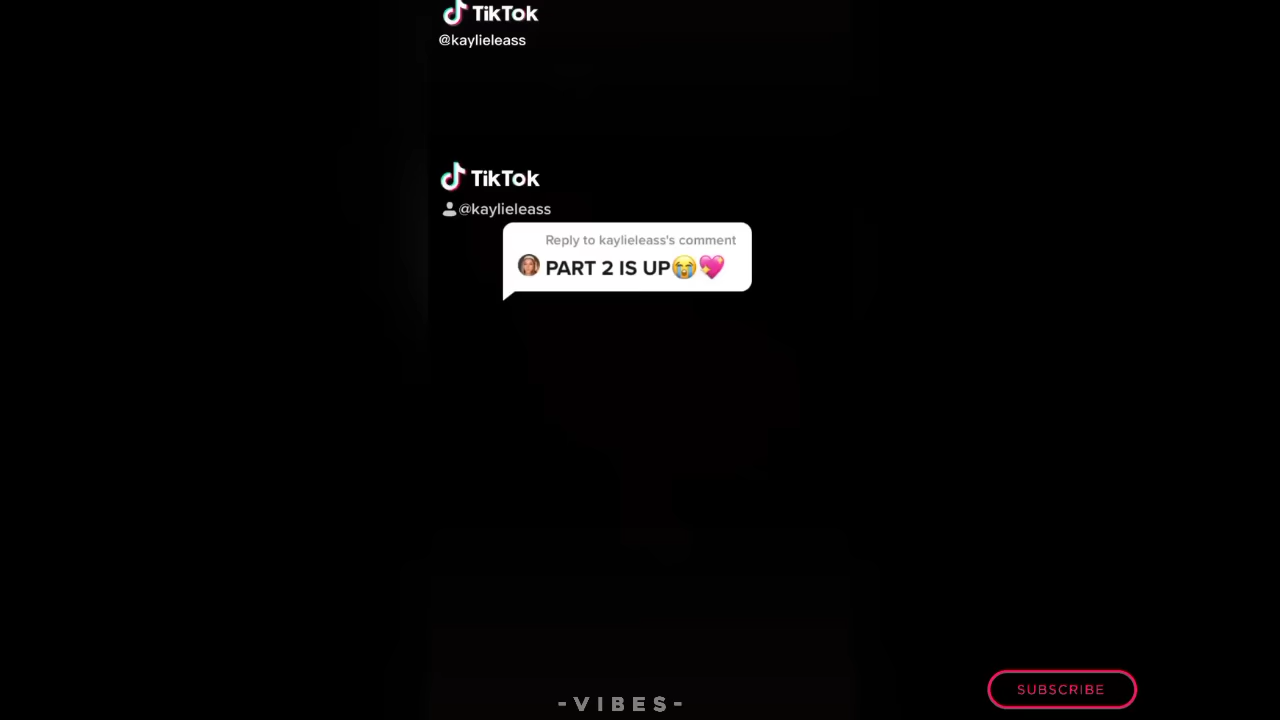 TikTok
@kaylieleass
TikTok
@kaylieleass
Reply to kaylieleass's comment
PART 2 IS UP😭💖
-VIBES-
SUBSCRIBE